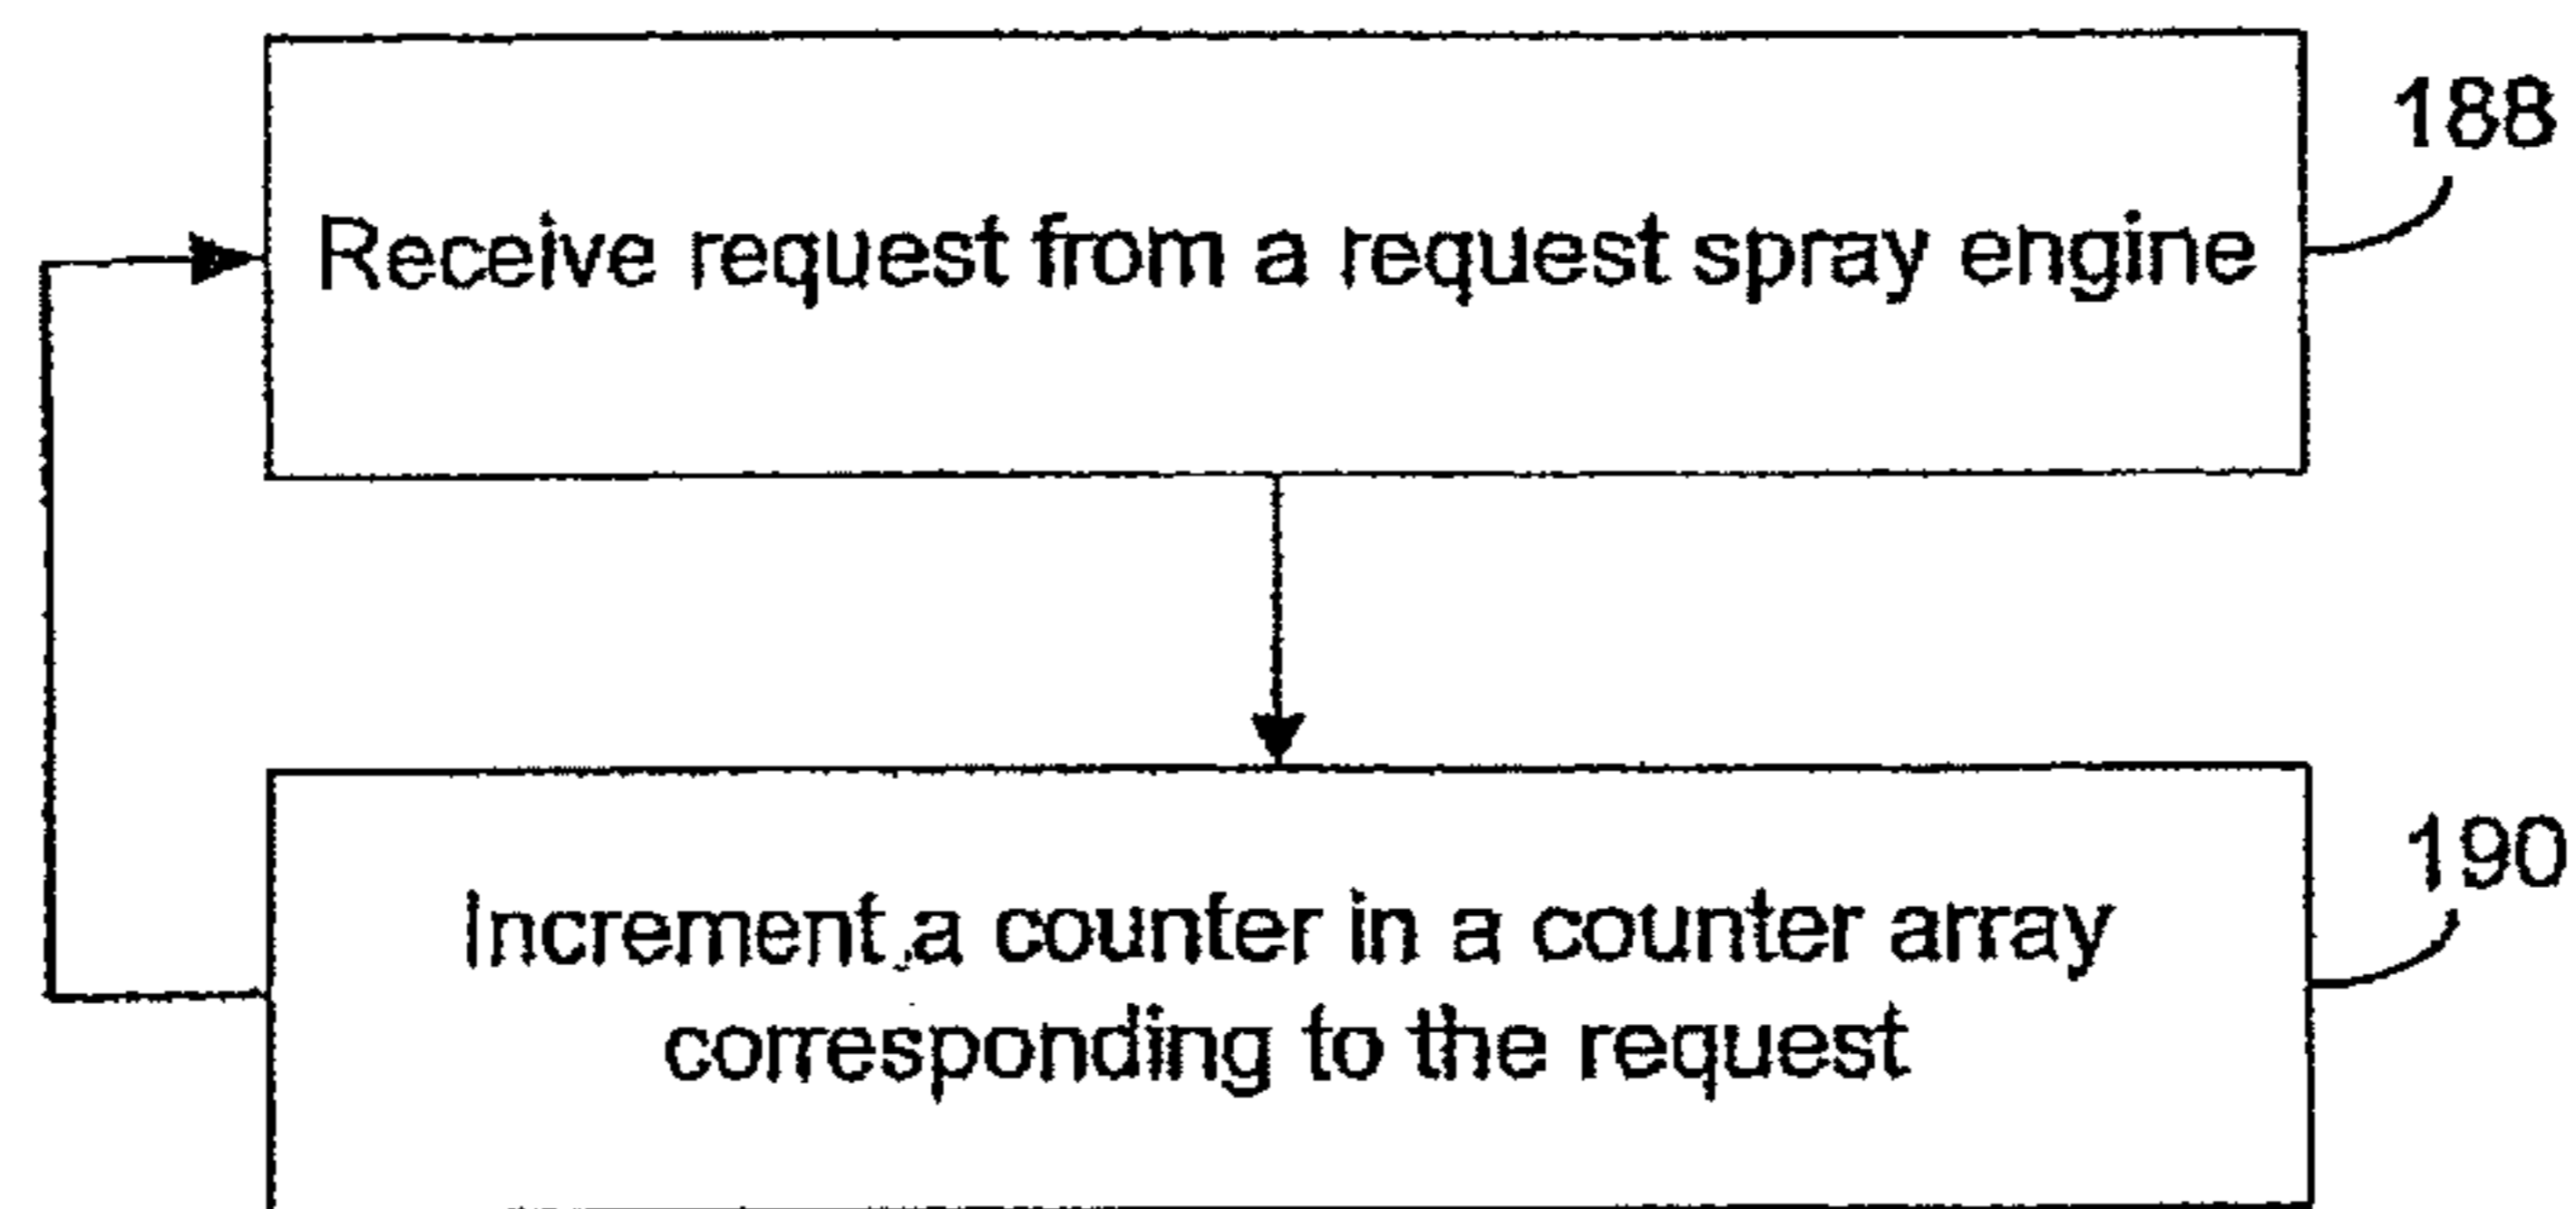 188
Receive request from a request spray engine
190
Increment a counter in a counter array
corresponding to the request